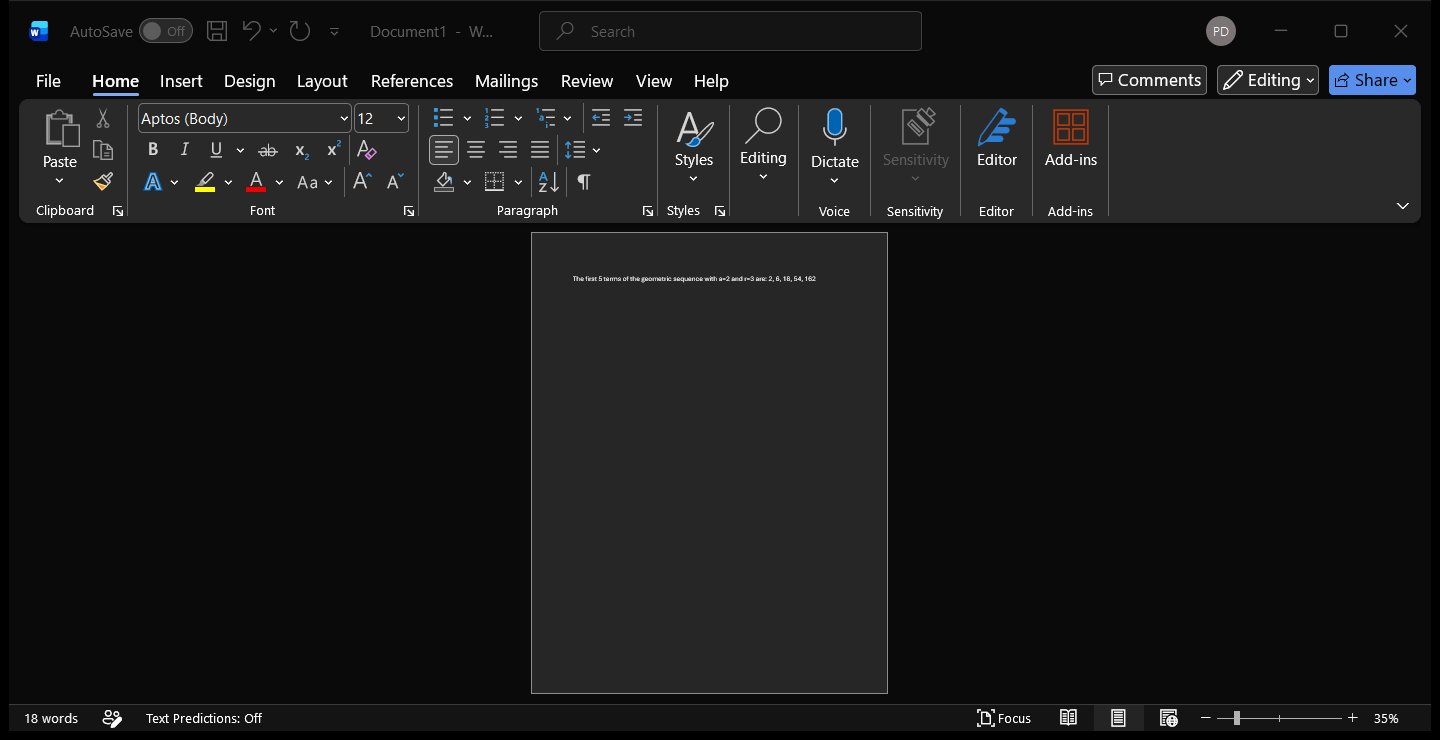 AutoSave Off Document1 - W... Search PD
File Home Insert Design Layout References Mailings Review View Help Comments Editing Share
Aptos (Body) 12
Paste Styles Editing Dictate Sensitivity Editor Add-ins
Clipboard Font Paragraph Styles Voice Sensitivity Editor Add-ins
The first 5 terms of the geometric sequence with a=2 and r=3 are: 2, 6, 18, 54, 162
18 words Text Predictions: Off Focus 35%